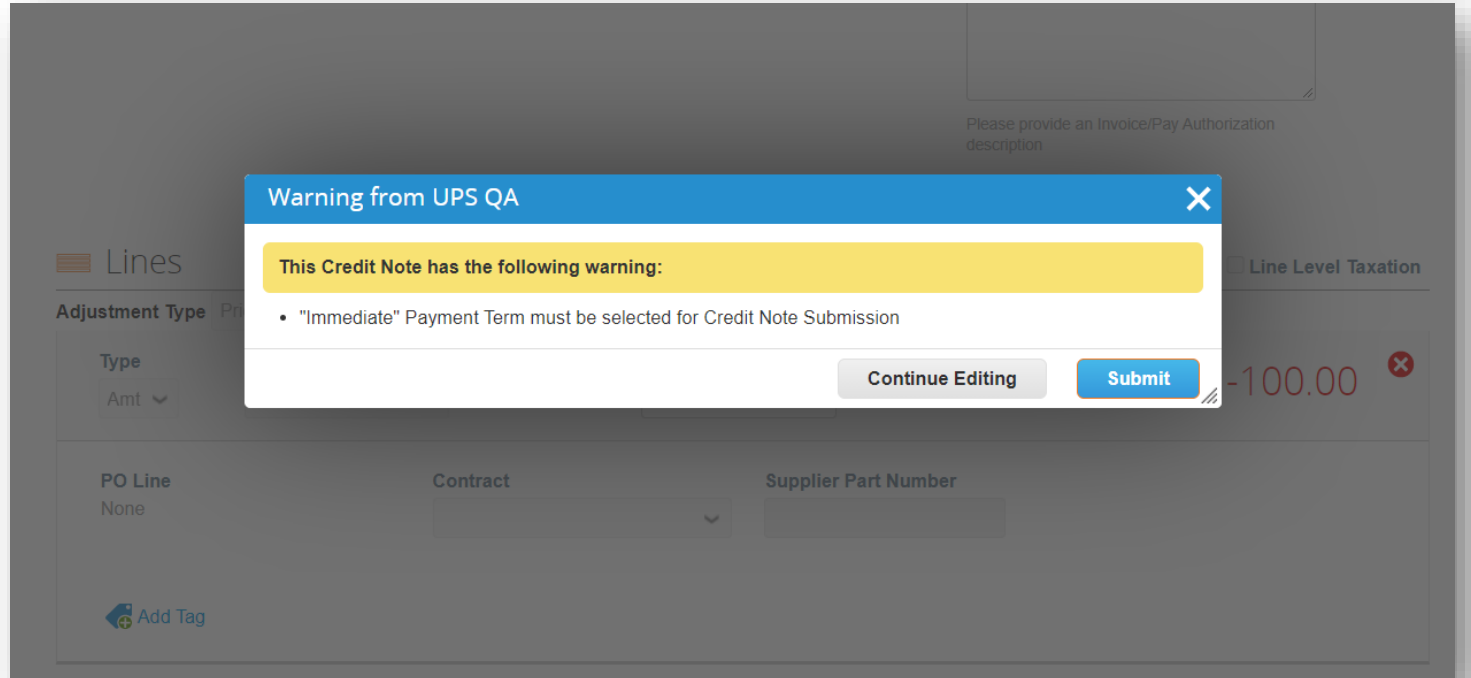 Please provide an Invoice/Pay Authorization
description
Warning from UPS QA
This Credit Note has the following warning:
• "Immediate" Payment Term must be selected for Credit Note Submission
Continue Editing
Submit
Lines
Line Level Taxation
Adjustment Type
Type
Amt
-100.00
PO Line
None
Contract
Supplier Part Number
Add Tag